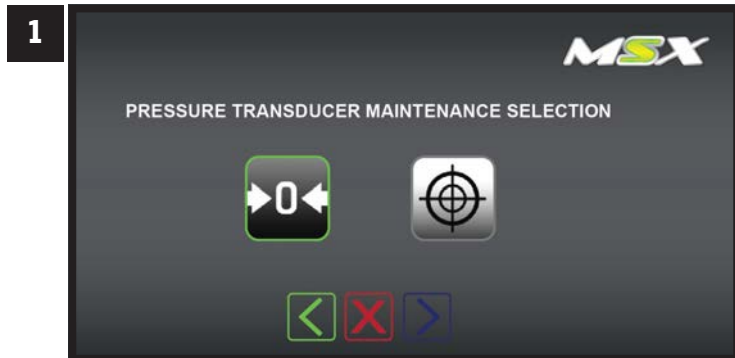 1
MSX
PRESSURE TRANSDUCER MAINTENANCE SELECTION
0